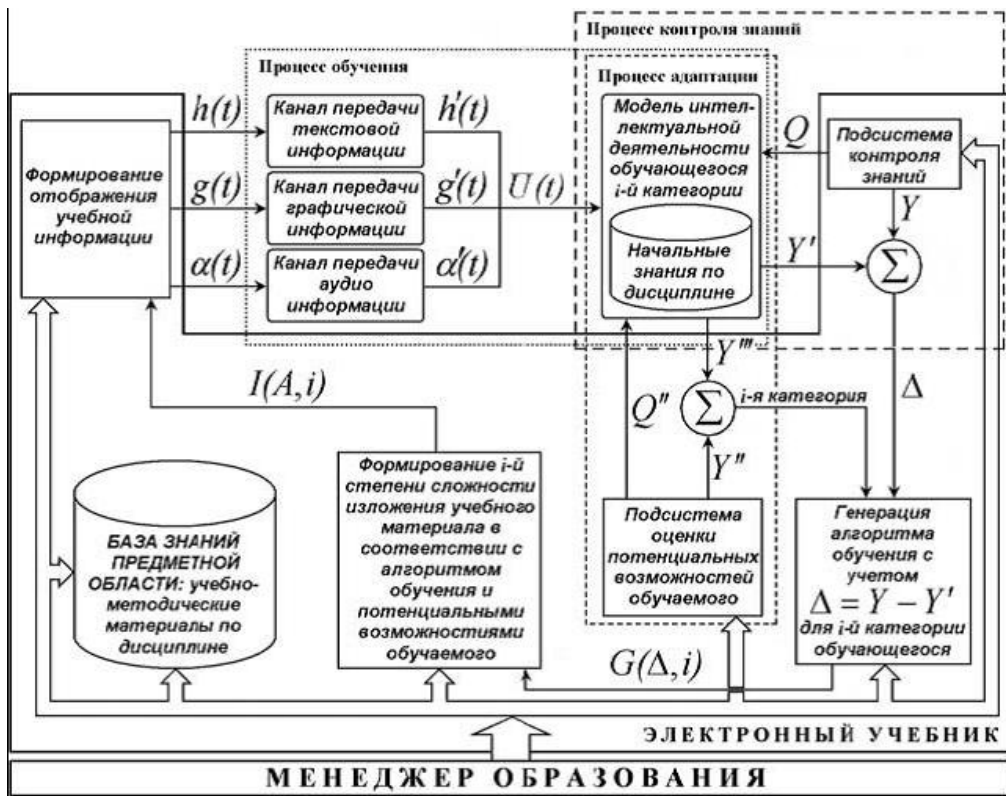 Процесс контроля знаний
Процесс обучения
Процесс адаптации
Формирование
отображения
учебной
информации
h(t)
g(t)
α(t)
Канал передачи
текстовой
информации
Канал передачи
графической
информации
Канал передачи
аудио
информации
h'(t)
g'(t)
α'(t)
U(t)
Модель интел-
лектуальной
деятельности
обучающегося
i-й категории
Начальные
знания по
дисциплине
Q
Подсистема
контроля
знаний
Y
Y'
Σ
Δ
I(A,i)
Y'''
Q''
Σ
i-я категория
Y''
БАЗА ЗНАНИЙ
ПРЕДМЕТНОЙ
ОБЛАСТИ: учебно-
методические
материалы по
дисциплине
Формирование i-й
степени сложности
изложения учебного
материала в
соответствии с
алгоритмом
обучения и
потенциальными
возможностиями
обучаемого
Подсистема
оценки
потенциальных
возможностей
обучаемого
Генерация
алгоритма
обучения с
учетом
Δ = Y − Y'
для i-й категории
обучающегося
G(Δ,i)
ЭЛЕКТРОННЫЙ УЧЕБНИК
МЕНЕДЖЕР ОБРАЗОВАНИЯ